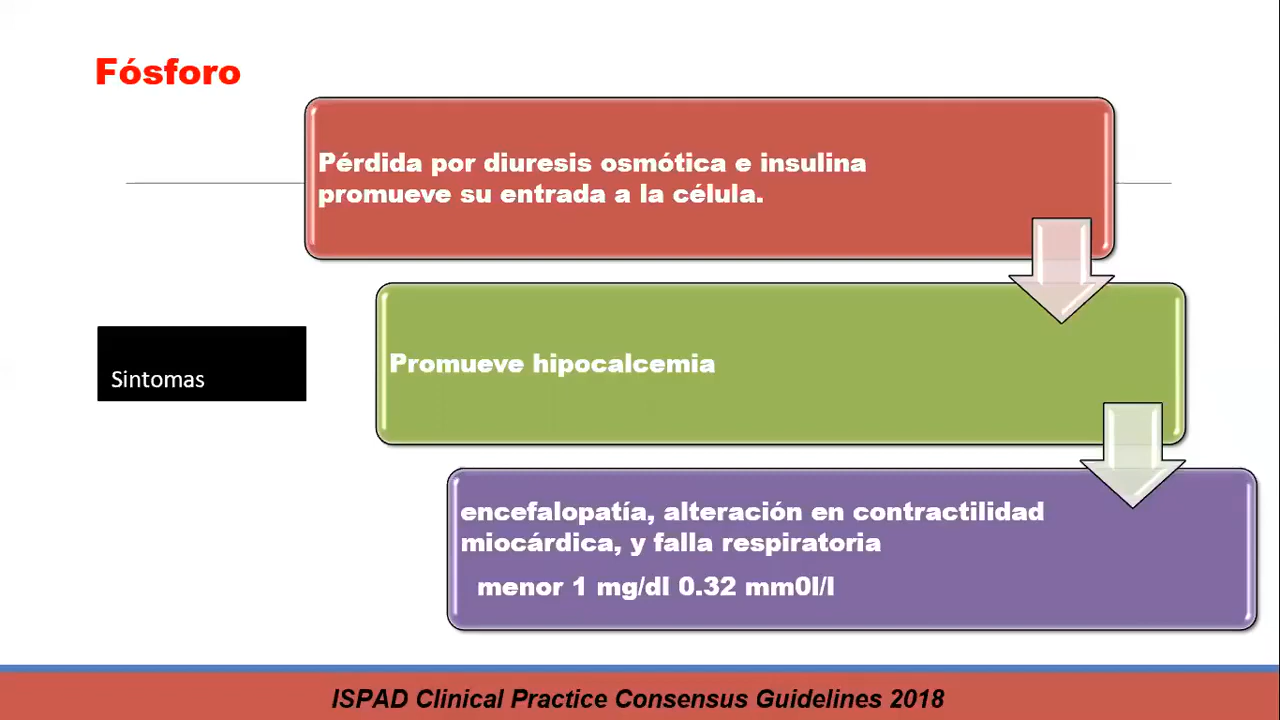 Fósforo
Pérdida por diuresis osmótica e insulina
promueve su entrada a la célula.
Promueve hipocalcemia
Sintomas
encefalopatía, alteración en contractilidad
miocárdica, y falla respiratoria
menor 1 mg/dl 0.32 mm0l/l
ISPAD Clinical Practice Consensus Guidelines 2018